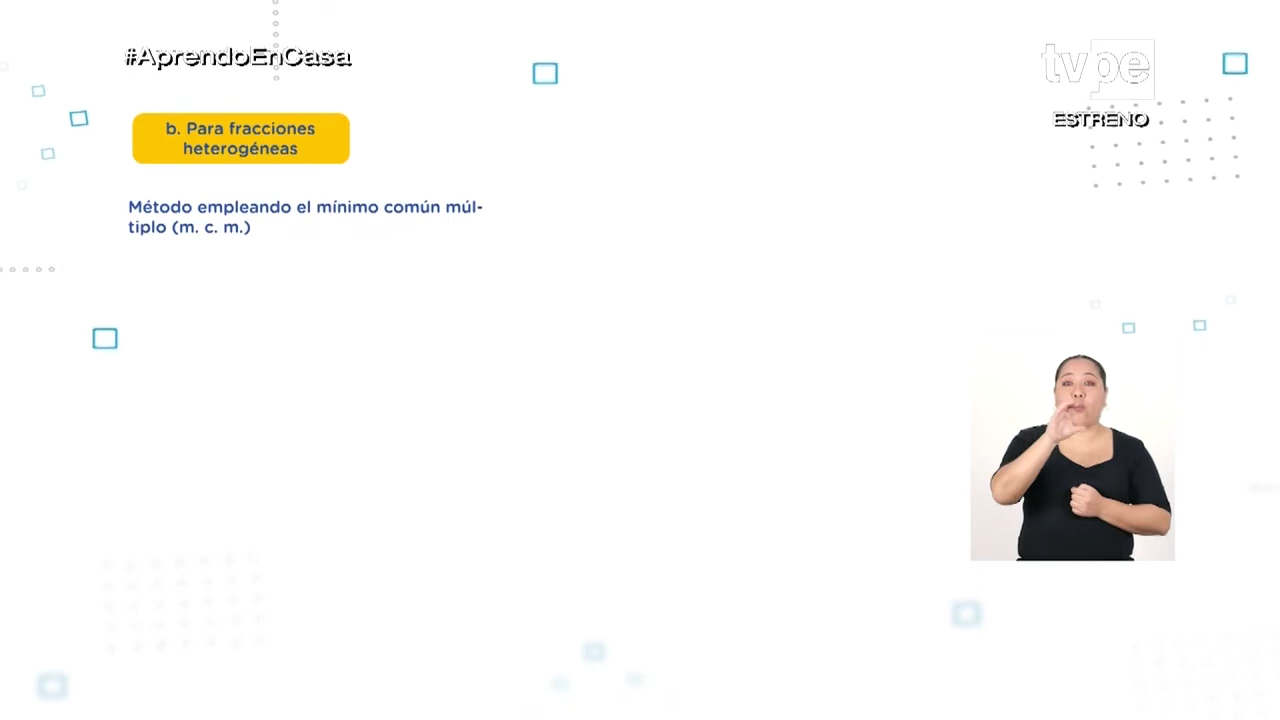 #AprendoEnCasa
tvpe
ESTRENO
b. Para fracciones
heterogéneas
Método empleando el mínimo común múl-
tiplo (m. c. m.)